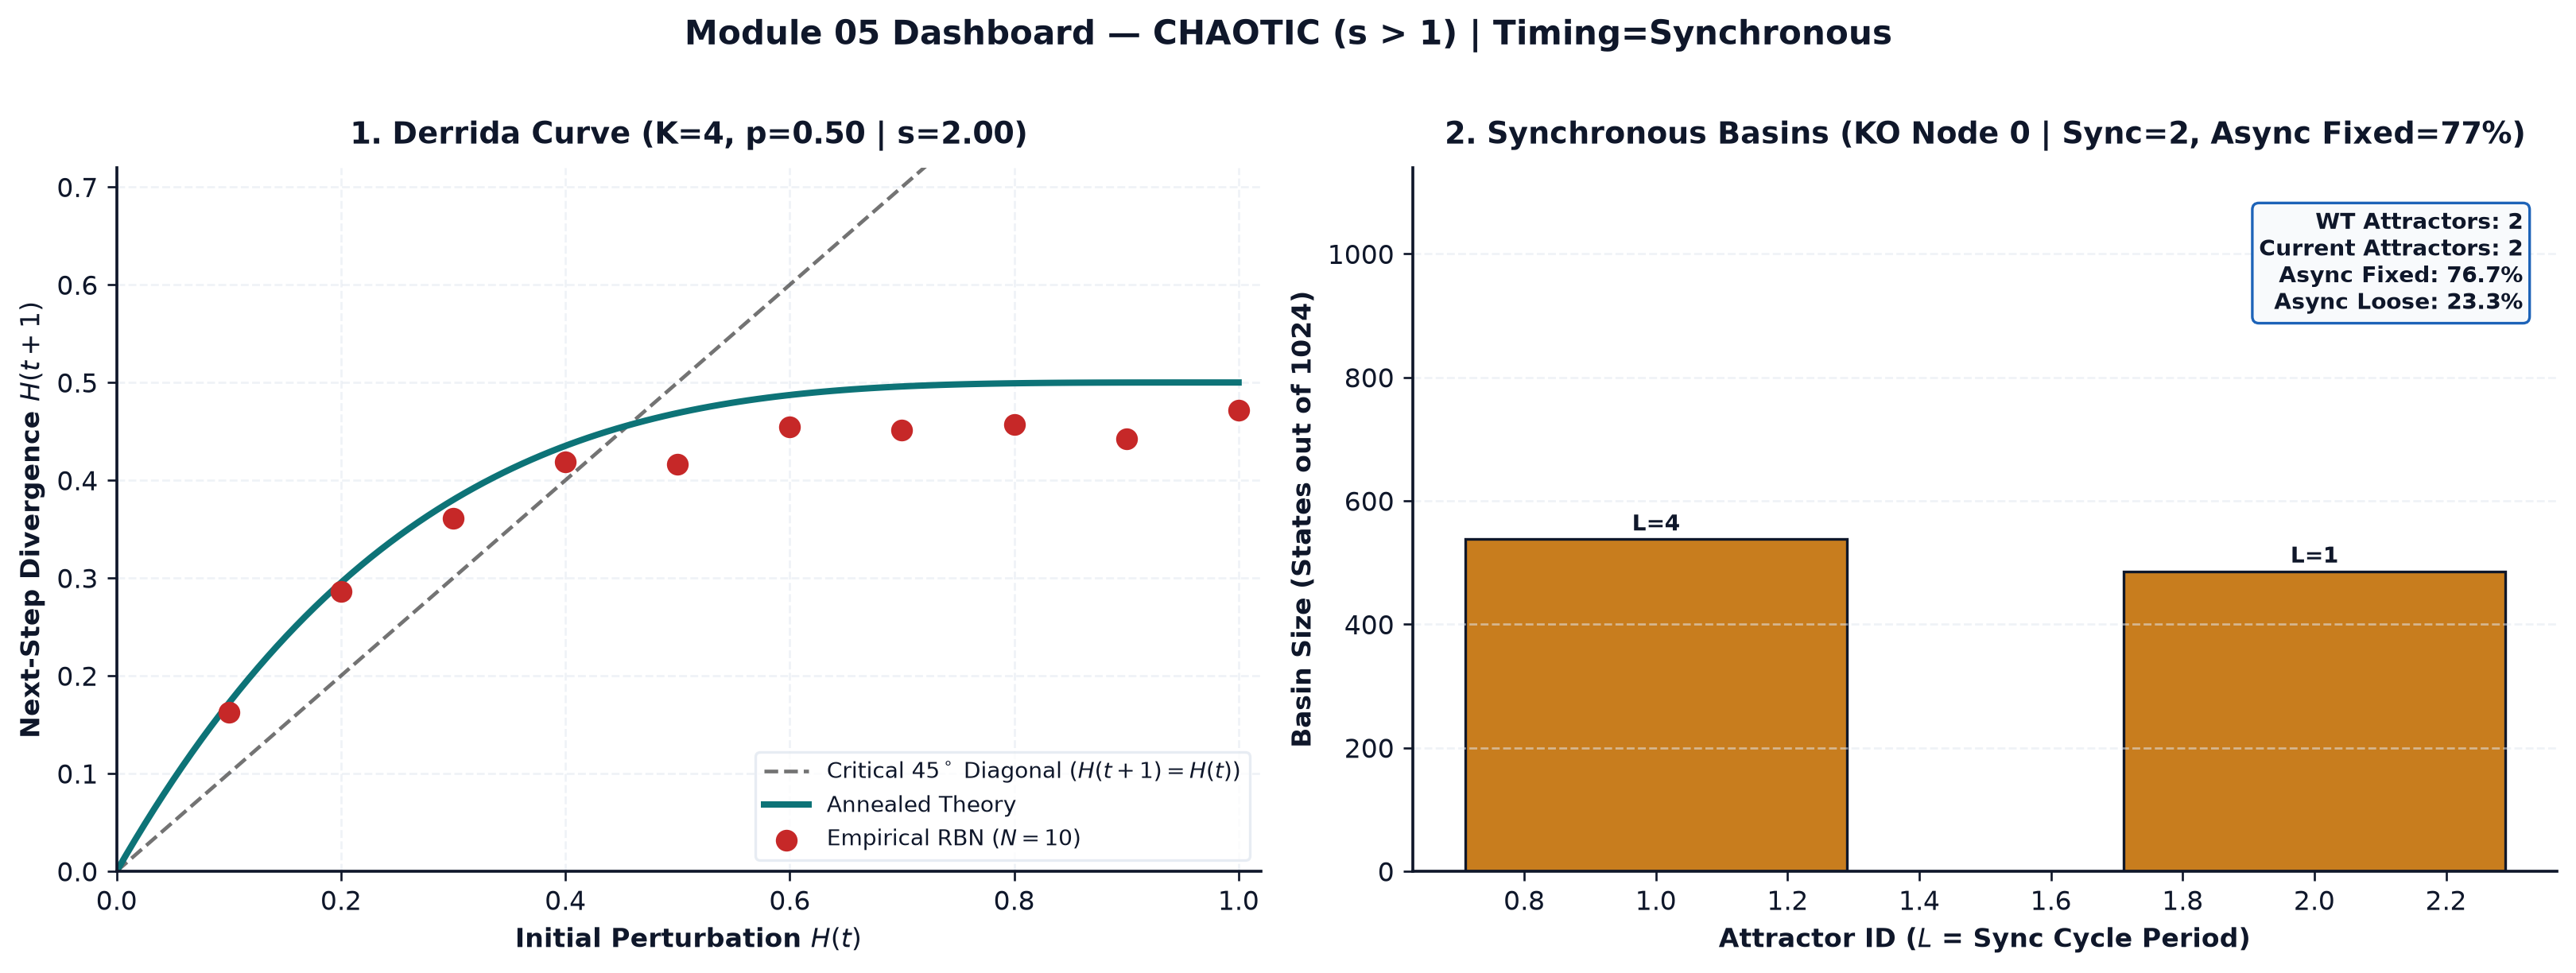 Module 05 Dashboard — CHAOTIC (s > 1) | Timing=Synchronous
1. Derrida Curve (K=4, p=0.50 | s=2.00)
Next-Step Divergence H(t + 1)
0.7
0.6
0.5
0.4
0.3
0.2
0.1
0.0
0.0
0.2
0.4
0.6
0.8
1.0
Initial Perturbation H(t)
Critical 45° Diagonal (H(t + 1) = H(t))
Annealed Theory
Empirical RBN (N = 10)
2. Synchronous Basins (KO Node 0 | Sync=2, Async Fixed=77%)
Basin Size (States out of 1024)
1000
800
600
400
200
0
WT Attractors: 2
Current Attractors: 2
Async Fixed: 76.7%
Async Loose: 23.3%
L=4
L=1
0.8
1.0
1.2
1.4
1.6
1.8
2.0
2.2
Attractor ID (L = Sync Cycle Period)